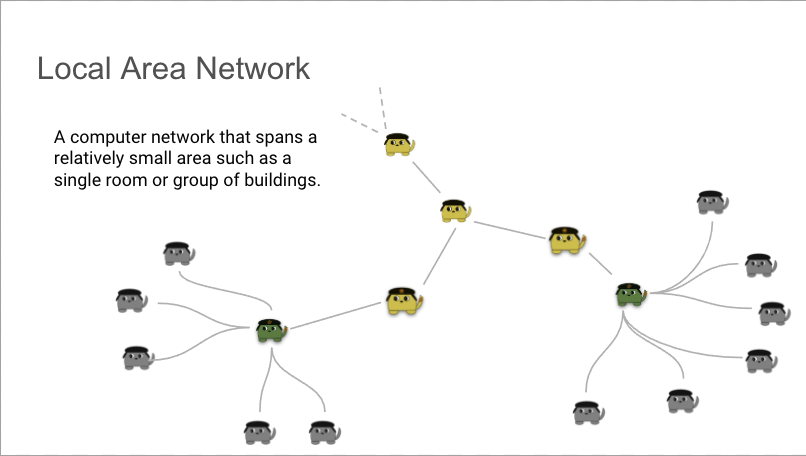 Local Area Network
A computer network that spans a
relatively small area such as a
single room or group of buildings.